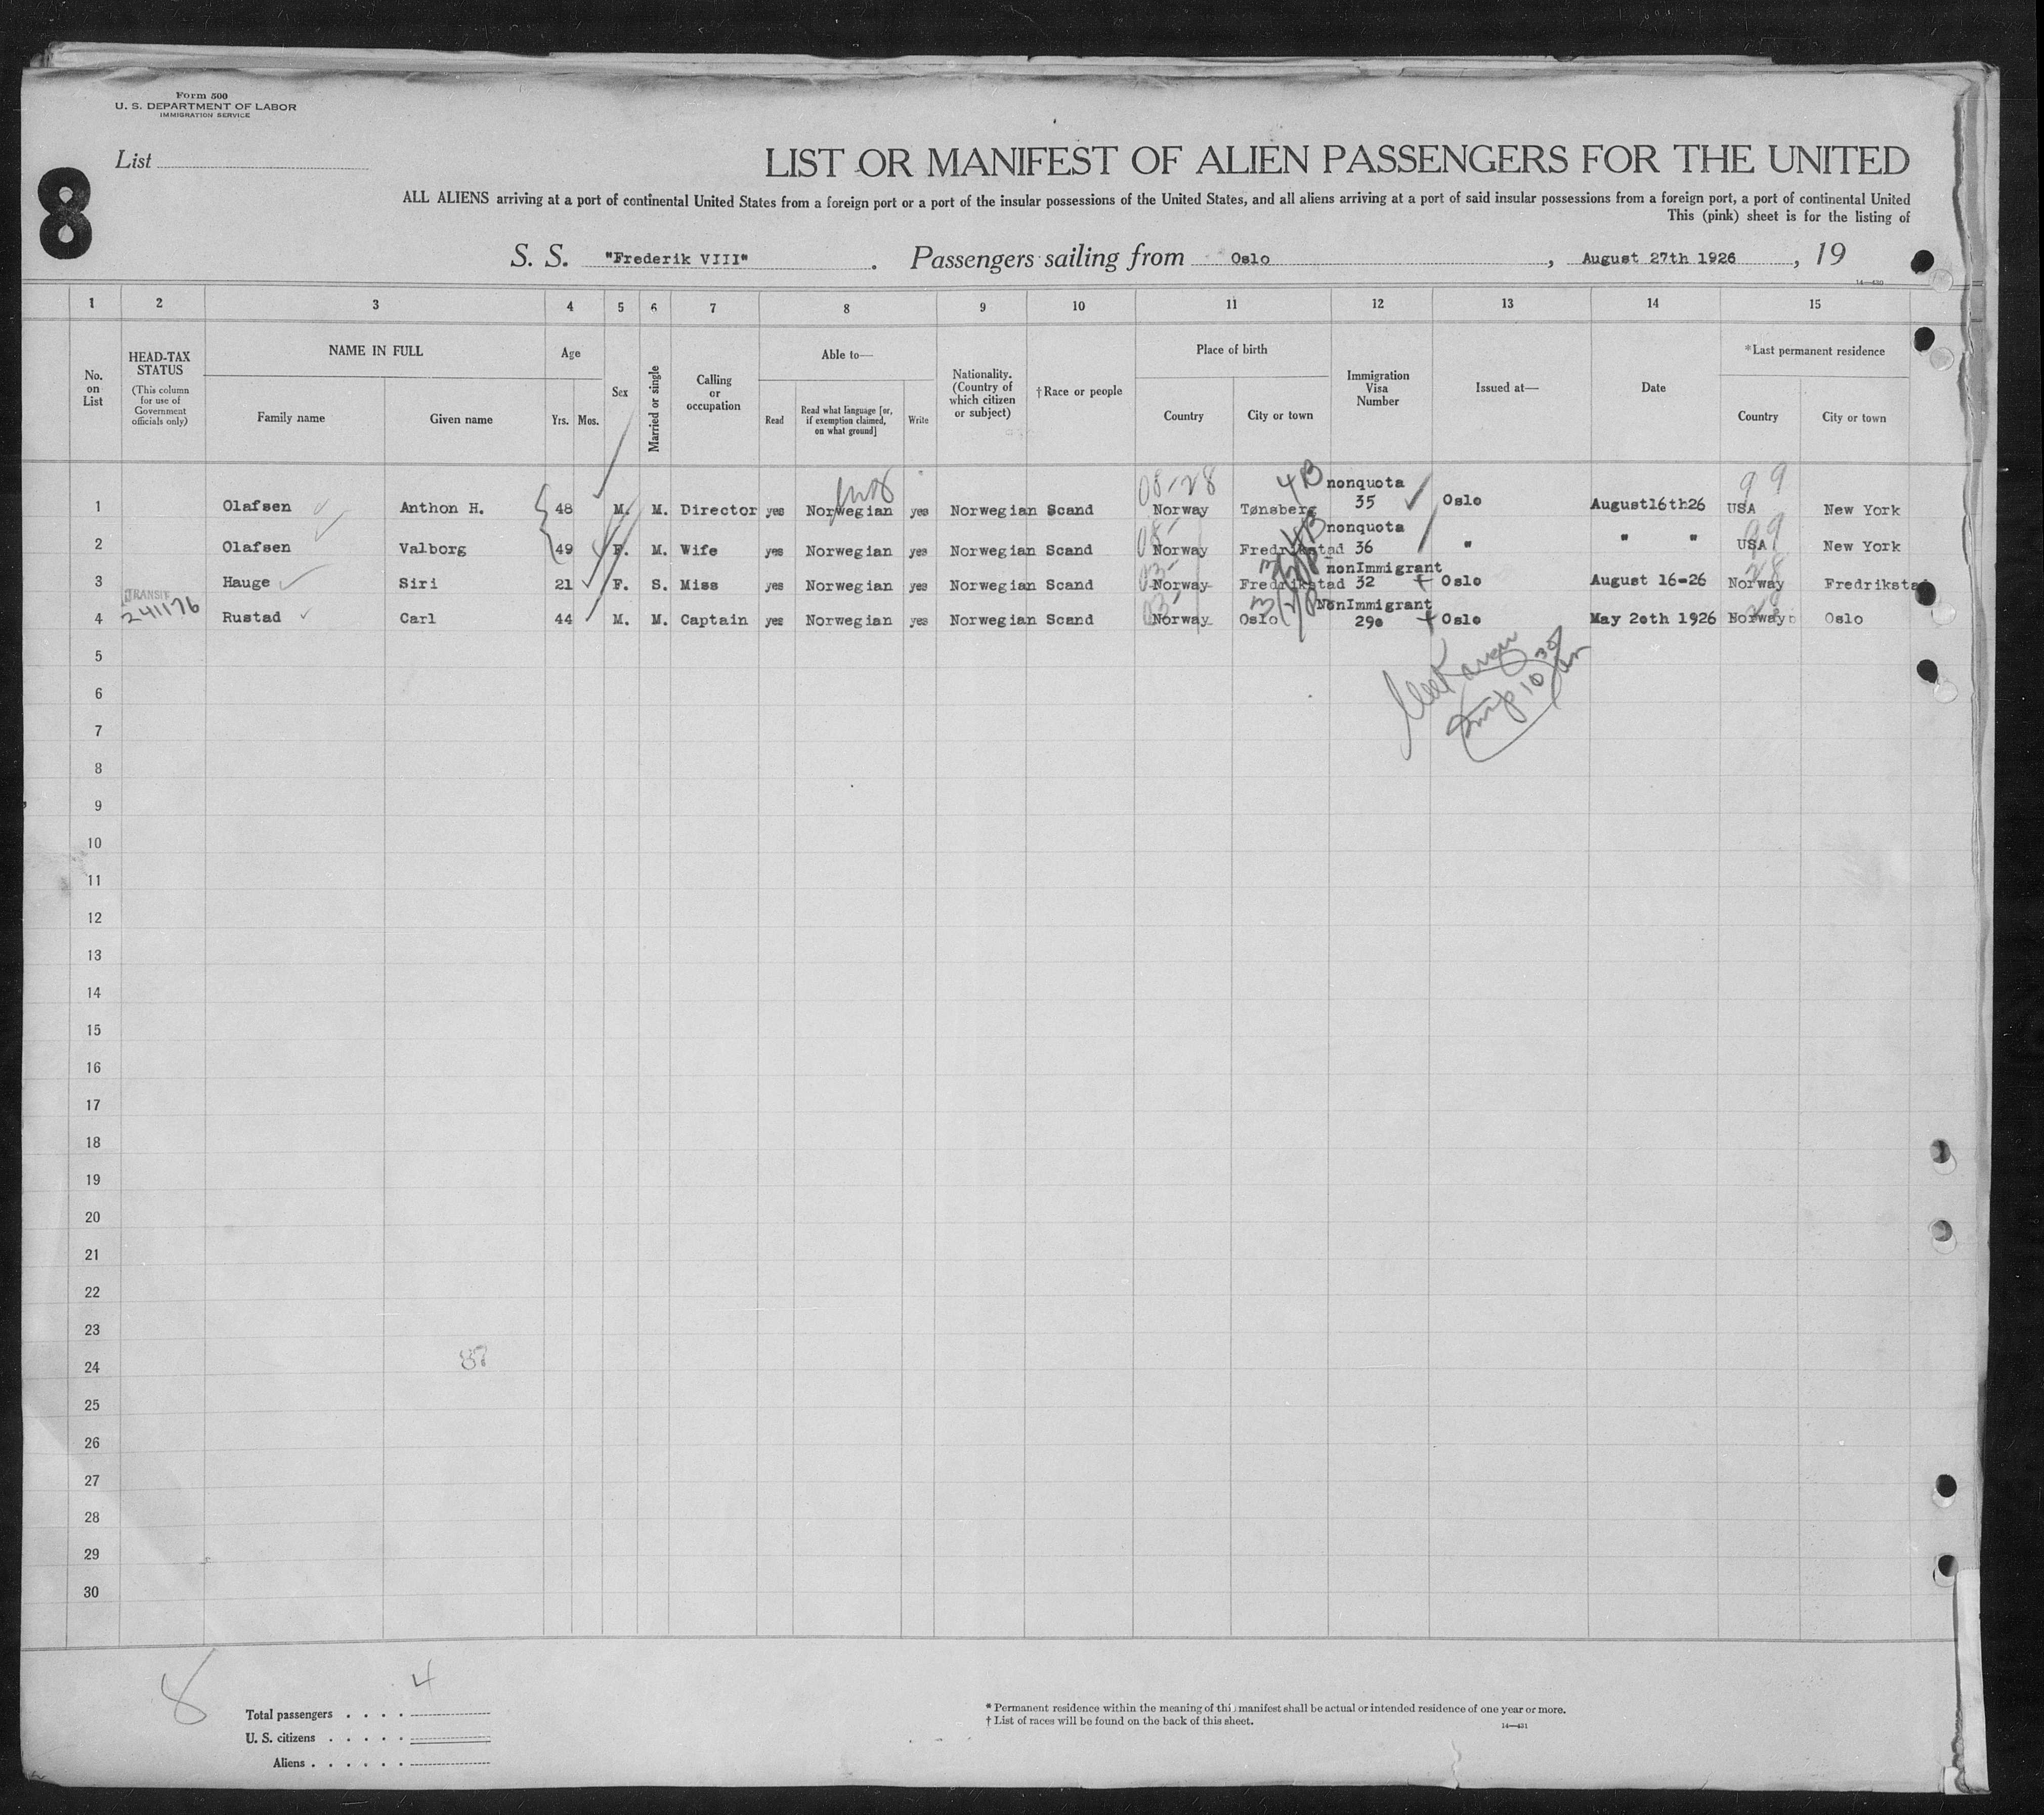 Form 500
U. S. DEPARTMENT OF LABOR
IMMIGRATION SERVICE
List
8
LIST OR MANIFEST OF ALIEN PASSENGERS FOR THE UNITED
ALL ALIENS arriving at a port of continental United States from a foreign port or a port of the insular possessions of the United States, and all aliens arriving at a port of said insular possessions from a foreign port, a port of continental United
This (pink) sheet is for the listing of
S. S. "Frederik VIII" . Passengers sailing from Oslo , August 27th 1926 , 19
14—430
1 2 3 4 5 6 7 8 9 10 11 12 13 14 15
No. on List
HEAD-TAX STATUS
(This column for use of Government officials only)
NAME IN FULL
Family name Given name
Age
Yrs. Mos.
Sex
Married or single
Calling or occupation
Able to—
Read
Read what language [or, if exemption claimed, on what ground]
Write
Nationality. (Country of which citizen or subject)
†Race or people
Place of birth
Country City or town
Immigration Visa Number
Issued at—
Date
*Last permanent residence
Country City or town
08-28 4B nonquota 99
1 Olafsen Anthon H. 48 M. M. Director yes Norwegian yes Norwegian Scand Norway Tønsberg 35 Oslo August16th26 USA New York
nonquota 99
2 Olafsen Valborg 49 F. M. Wife yes Norwegian yes Norwegian Scand Norway Fredrikstad 36 " " " USA New York
nonImmigrant 28
3 Hauge Siri 21 F. S. Miss yes Norwegian yes Norwegian Scand Norway Fredrikstad 32 Oslo August 16-26 Norway Fredrikstad
TRANSIT NonImmigrant
241176
4 Rustad Carl 44 M. M. Captain yes Norwegian yes Norwegian Scand Norway Oslo 29o Oslo May 2oth 1926 Norway Oslo
5
6
7
8
9
10
11
12
13
14
15
16
17
18
19
20
21
22
23
24
25
26
27
28
29
30
8
4
Total passengers . . . .
U. S. citizens . . . . .
Aliens . . . . . .
* Permanent residence within the meaning of this manifest shall be actual or intended residence of one year or more.
† List of races will be found on the back of this sheet.
14—431